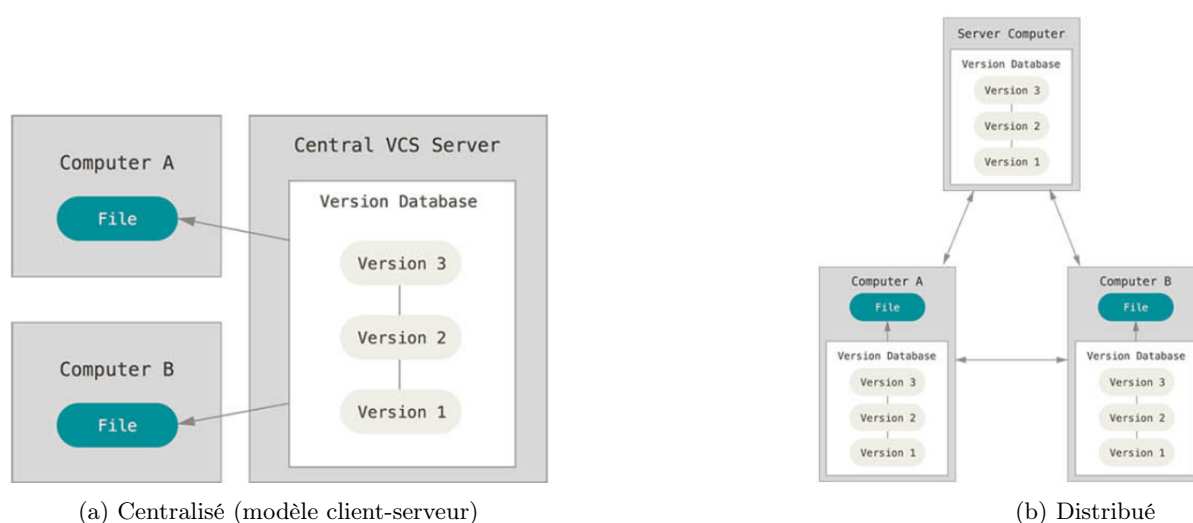 Computer A
File
Computer B
File
Central VCS Server
Version Database
Version 3
Version 2
Version 1
(a) Centralisé (modèle client-serveur)
Server Computer
Version Database
Version 3
Version 2
Version 1
Computer A
File
Version Database
Version 3
Version 2
Version 1
Computer B
File
Version Database
Version 3
Version 2
Version 1
(b) Distribué